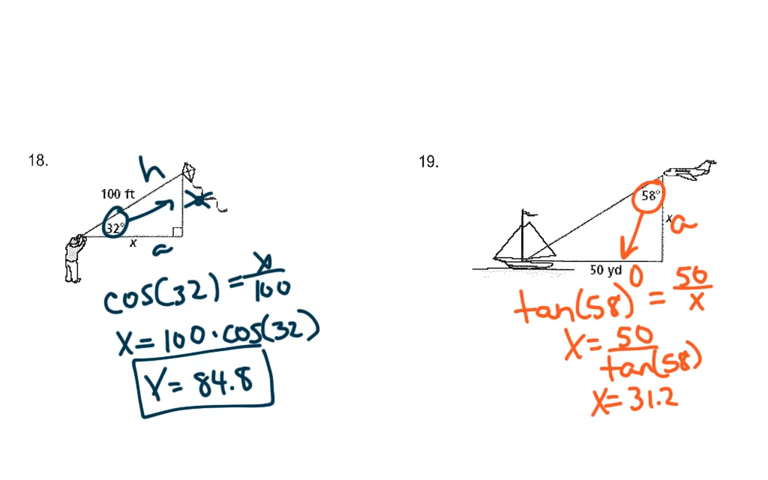 18.
h
100 ft
32°
x
a
cos(32) = x/100
X = 100·cos(32)
Y = 84.8
19.
58°
x
a
50 yd
O
tan(58) = 50/x
X = 50/tan(58)
X = 31.2